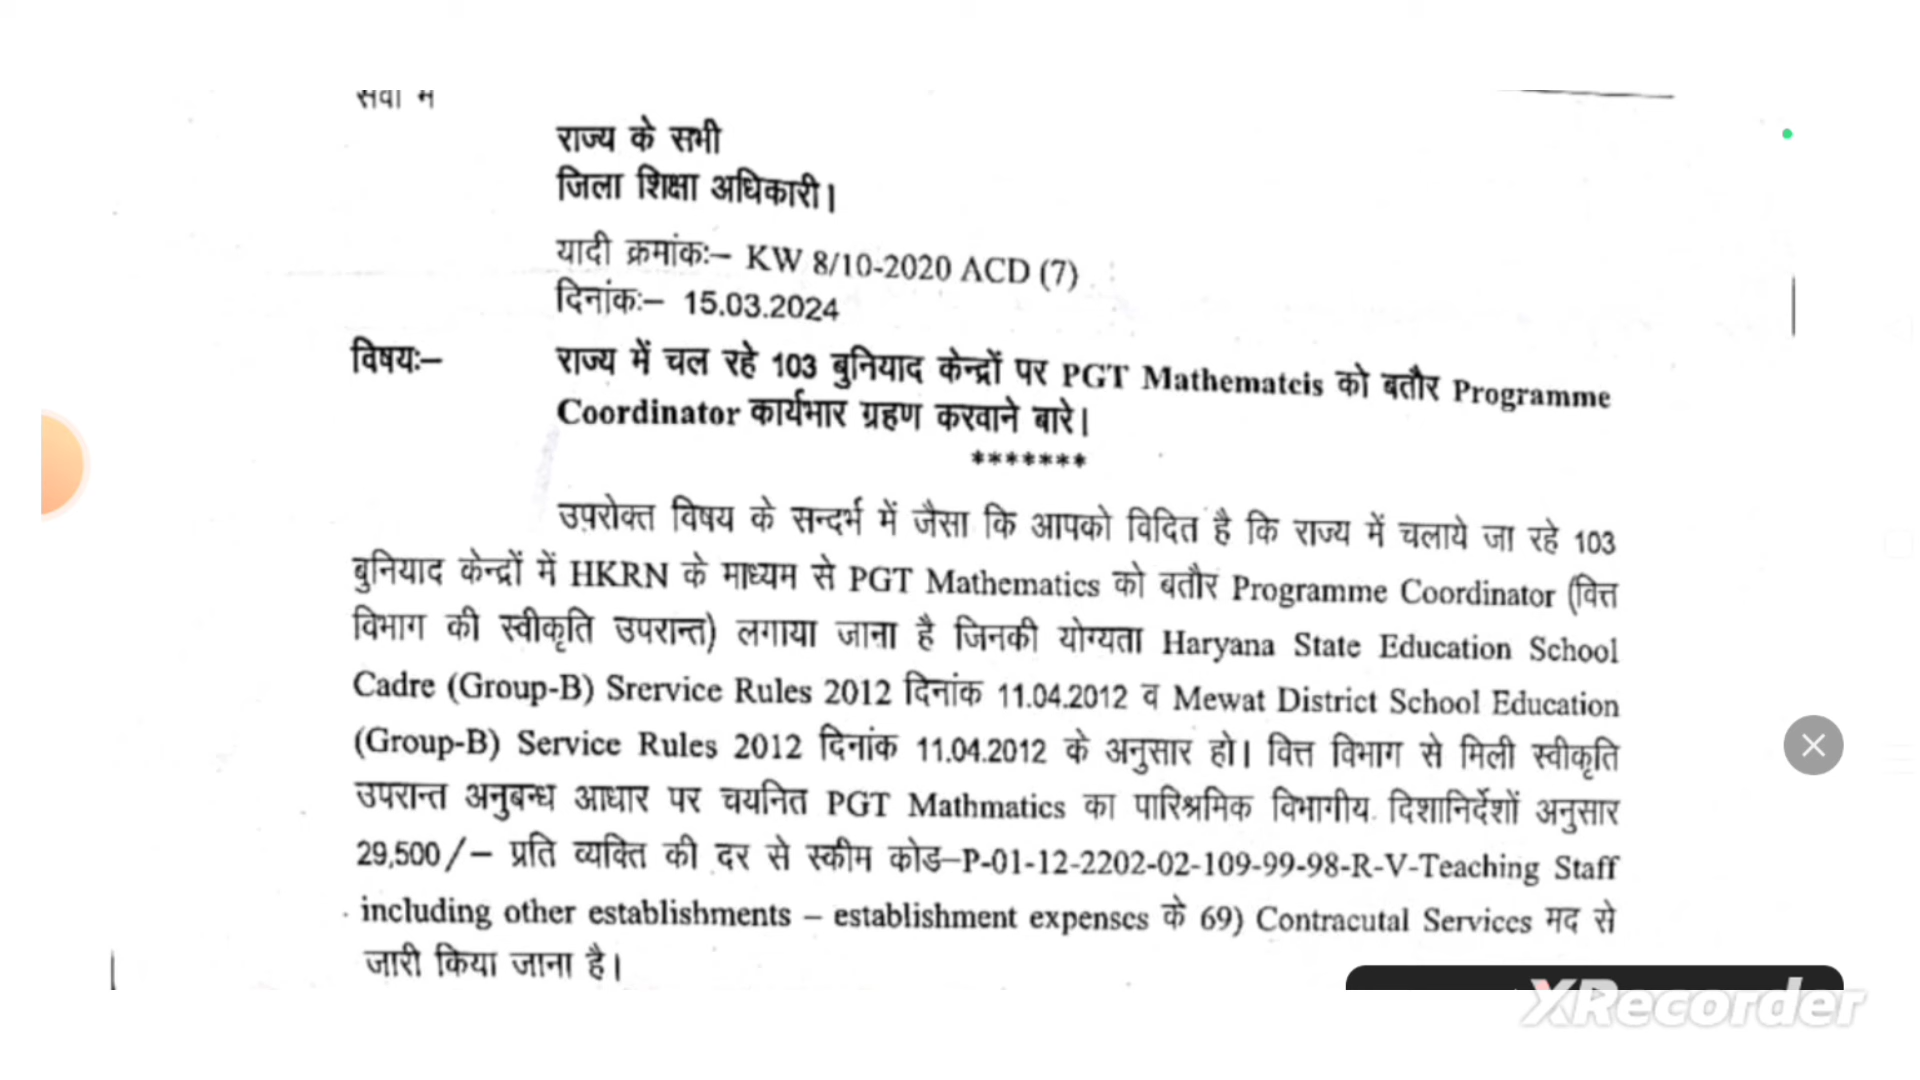 सेवा में
राज्य के सभी
जिला शिक्षा अधिकारी।
यादी क्रमांकः– KW 8/10-2020 ACD (7)
दिनांकः– 15.03.2024
विषयः– राज्य में चल रहे 103 बुनियाद केन्द्रों पर PGT Mathematcis को बतौर Programme
Coordinator कार्यभार ग्रहण करवाने बारे।
*******
उपरोक्त विषय के सन्दर्भ में जैसा कि आपको विदित है कि राज्य में चलाये जा रहे 103
बुनियाद केन्द्रों में HKRN के माध्यम से PGT Mathematics को बतौर Programme Coordinator (वित्त
विभाग की स्वीकृति उपरान्त) लगाया जाना है जिनकी योग्यता Haryana State Education School
Cadre (Group-B) Srervice Rules 2012 दिनांक 11.04.2012 व Mewat District School Education
(Group-B) Service Rules 2012 दिनांक 11.04.2012 के अनुसार हो। वित्त विभाग से मिली स्वीकृति
उपरान्त अनुबन्ध आधार पर चयनित PGT Mathmatics का पारिश्रमिक विभागीय दिशानिर्देशों अनुसार
29,500/– प्रति व्यक्ति की दर से स्कीम कोड–P-01-12-2202-02-109-99-98-R-V-Teaching Staff
including other establishments – establishment expenses के 69) Contracutal Services मद से
जारी किया जाना है।
XRecorder